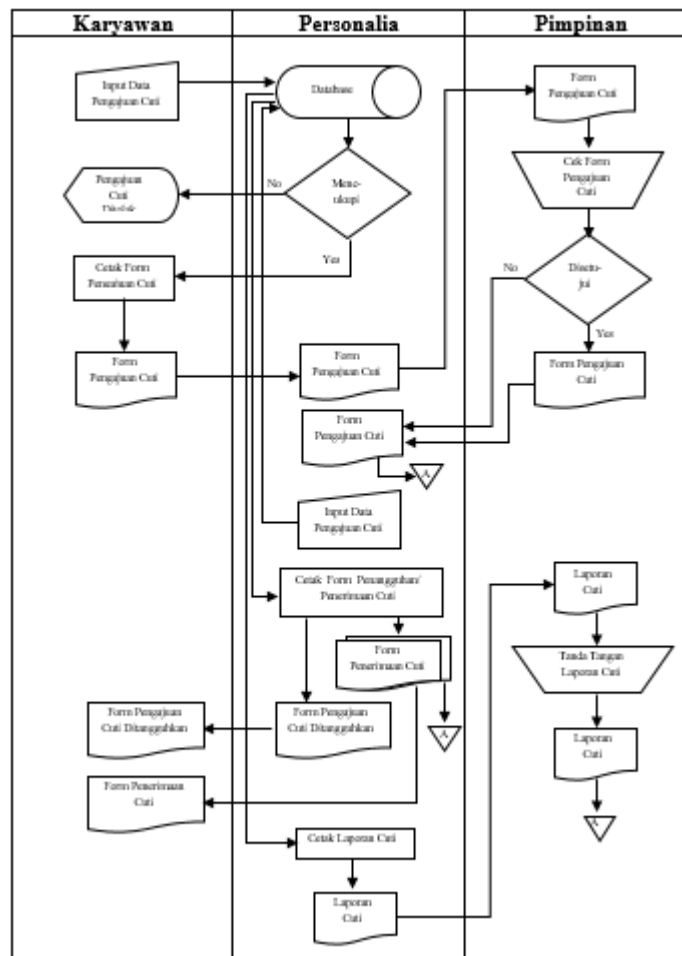 Karyawan
Personalia
Pimpinan
Input Data
Pengajuan Cuti
Database
Form
Pengajuan Cuti
Cek Form
Pengajuan
Cuti
Pengajuan
Cuti
No
Mencukupi
Yes
Disetu-
jui
No
Yes
Cetak Form
Pengajuan Cuti
Form
Pengajuan Cuti
Form
Pengajuan Cuti
Form Pengajuan
Cuti
Form
Pengajuan Cuti
A
Input Data
Pengajuan Cuti
Cetak Form Penangguhan/
Penerimaan Cuti
Form
Penerimaan Cuti
A
Form Pengajuan
Cuti Ditangguhkan
Form Pengajuan
Cuti Ditangguhkan
Form Penerimaan
Cuti
Laporan
Cuti
Tanda Tangan
Laporan Cuti
Laporan
Cuti
A
Cetak Laporan Cuti
Laporan
Cuti